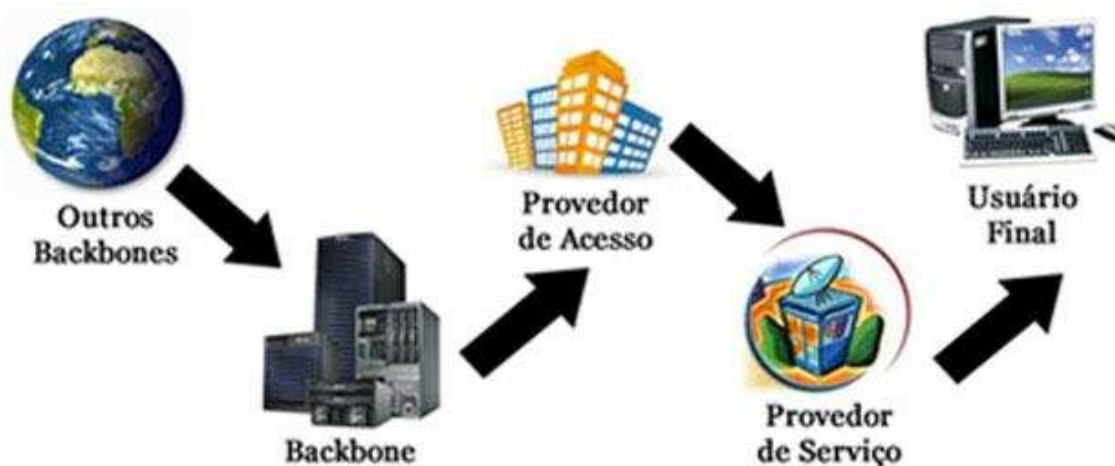 Outros
Backbones
Backbone
Provedor
de Acesso
Provedor
de Serviço
Usuário
Final